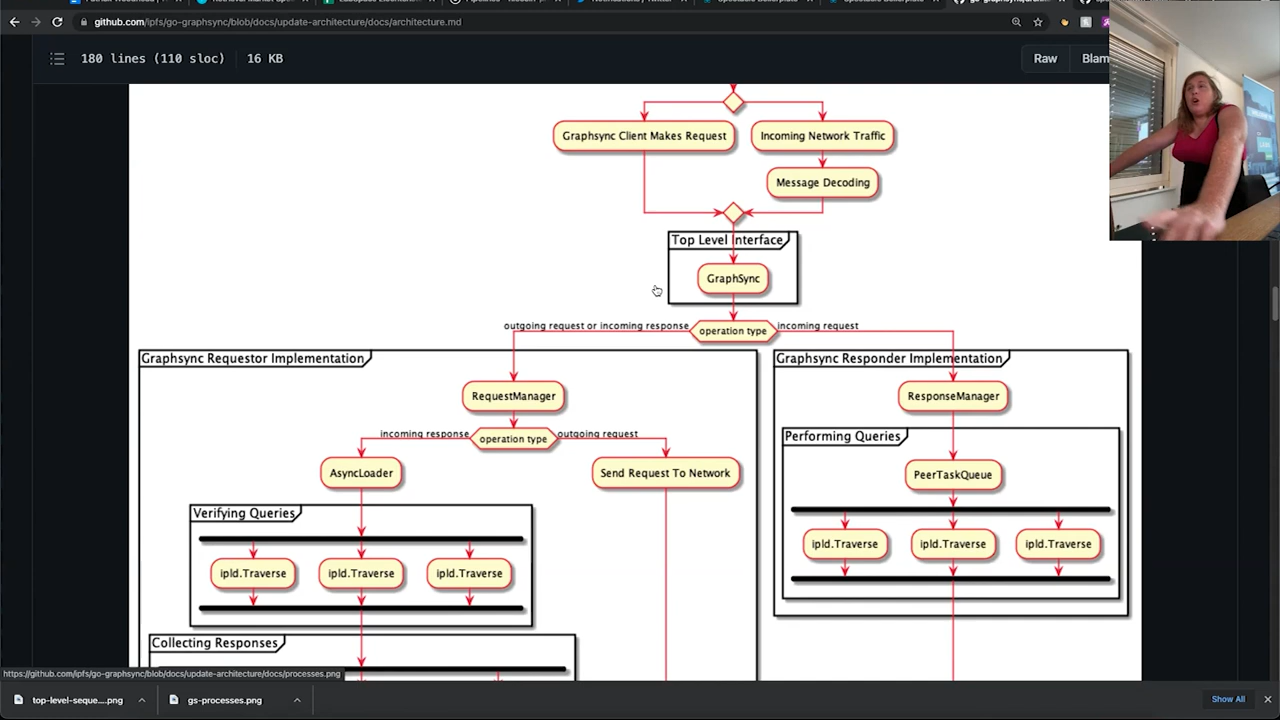 github.com/ipfs/go-graphsync/blob/docs/update-architecture/docs/architecture.md
180 lines (110 sloc) 16 KB
Raw
Blam
Graphsync Client Makes Request
Incoming Network Traffic
Message Decoding
Top Level Interface
GraphSync
outgoing request or incoming response
operation type
incoming request
Graphsync Requestor Implementation
Graphsync Responder Implementation
RequestManager
ResponseManager
incoming response
operation type
outgoing request
Performing Queries
AsyncLoader
Send Request To Network
PeerTaskQueue
Verifying Queries
ipld.Traverse
ipld.Traverse
ipld.Traverse
ipld.Traverse
ipld.Traverse
ipld.Traverse
Collecting Responses
https://github.com/ipfs/go-graphsync/blob/docs/update-architecture/docs/processes.png
top-level-seque....png
gs-processes.png
Show All